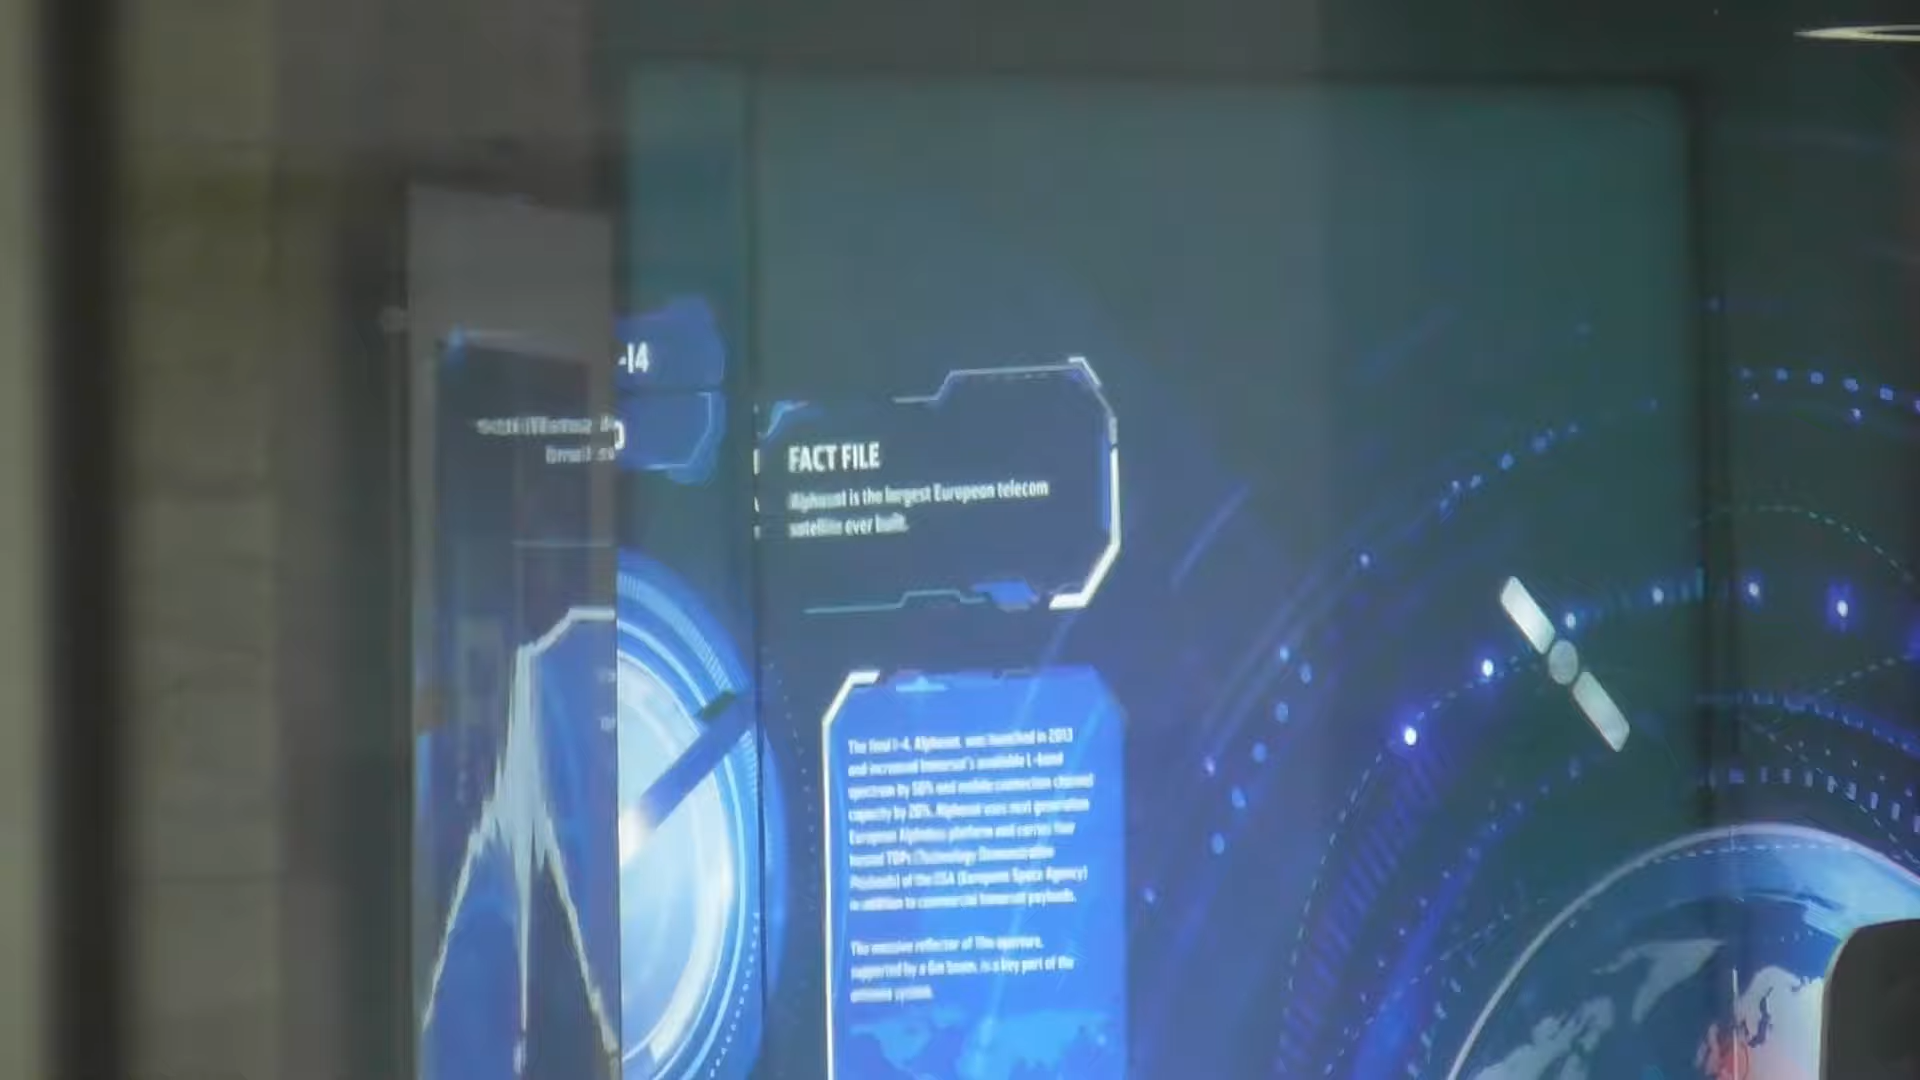 -I4
FACT FILE
Alphasat is the largest European telecom
satellite ever built.
The final I-4, Alphasat, was launched in 2013
and increased Inmarsat's available L-band
spectrum by 50% and mobile connection channel
capacity by 20%. Alphasat uses next generation
European Alphabus platform and carries four
hosted TDPs (Technology Demonstration
Payloads) of the ESA (European Space Agency)
in addition to commercial Inmarsat payloads.
The massive reflector of 11m aperture,
supported by a 6m boom, is a key part of the
antenna system.